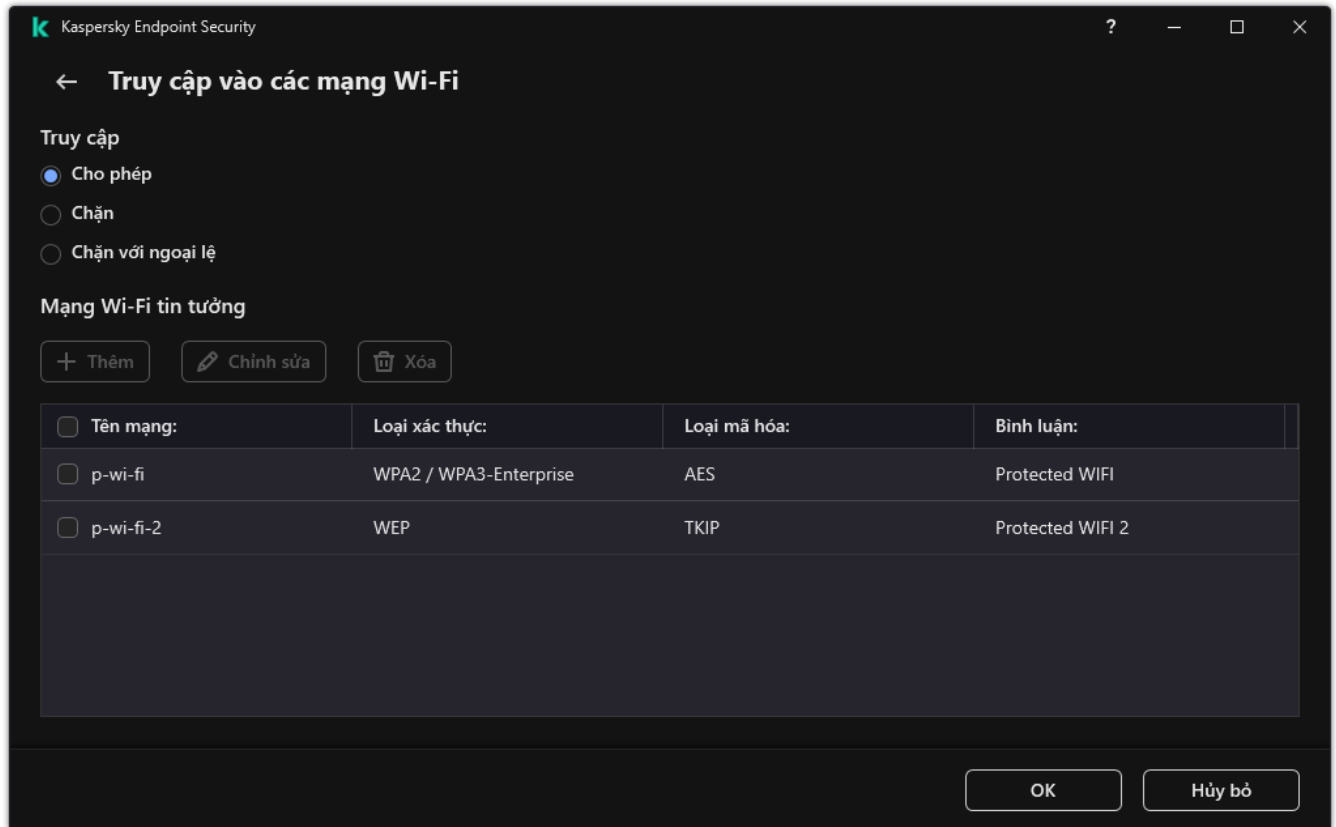 Kaspersky Endpoint Security
?
Truy cập vào các mạng Wi-Fi
Truy cập
Cho phép
Chặn
Chặn với ngoại lệ
Mạng Wi-Fi tin tưởng
Thêm Chỉnh sửa Xóa
Tên mạng: Loại xác thực: Loại mã hóa: Bình luận:
p-wi-fi WPA2 / WPA3-Enterprise AES Protected WIFI
p-wi-fi-2 WEP TKIP Protected WIFI 2
OK Hủy bỏ